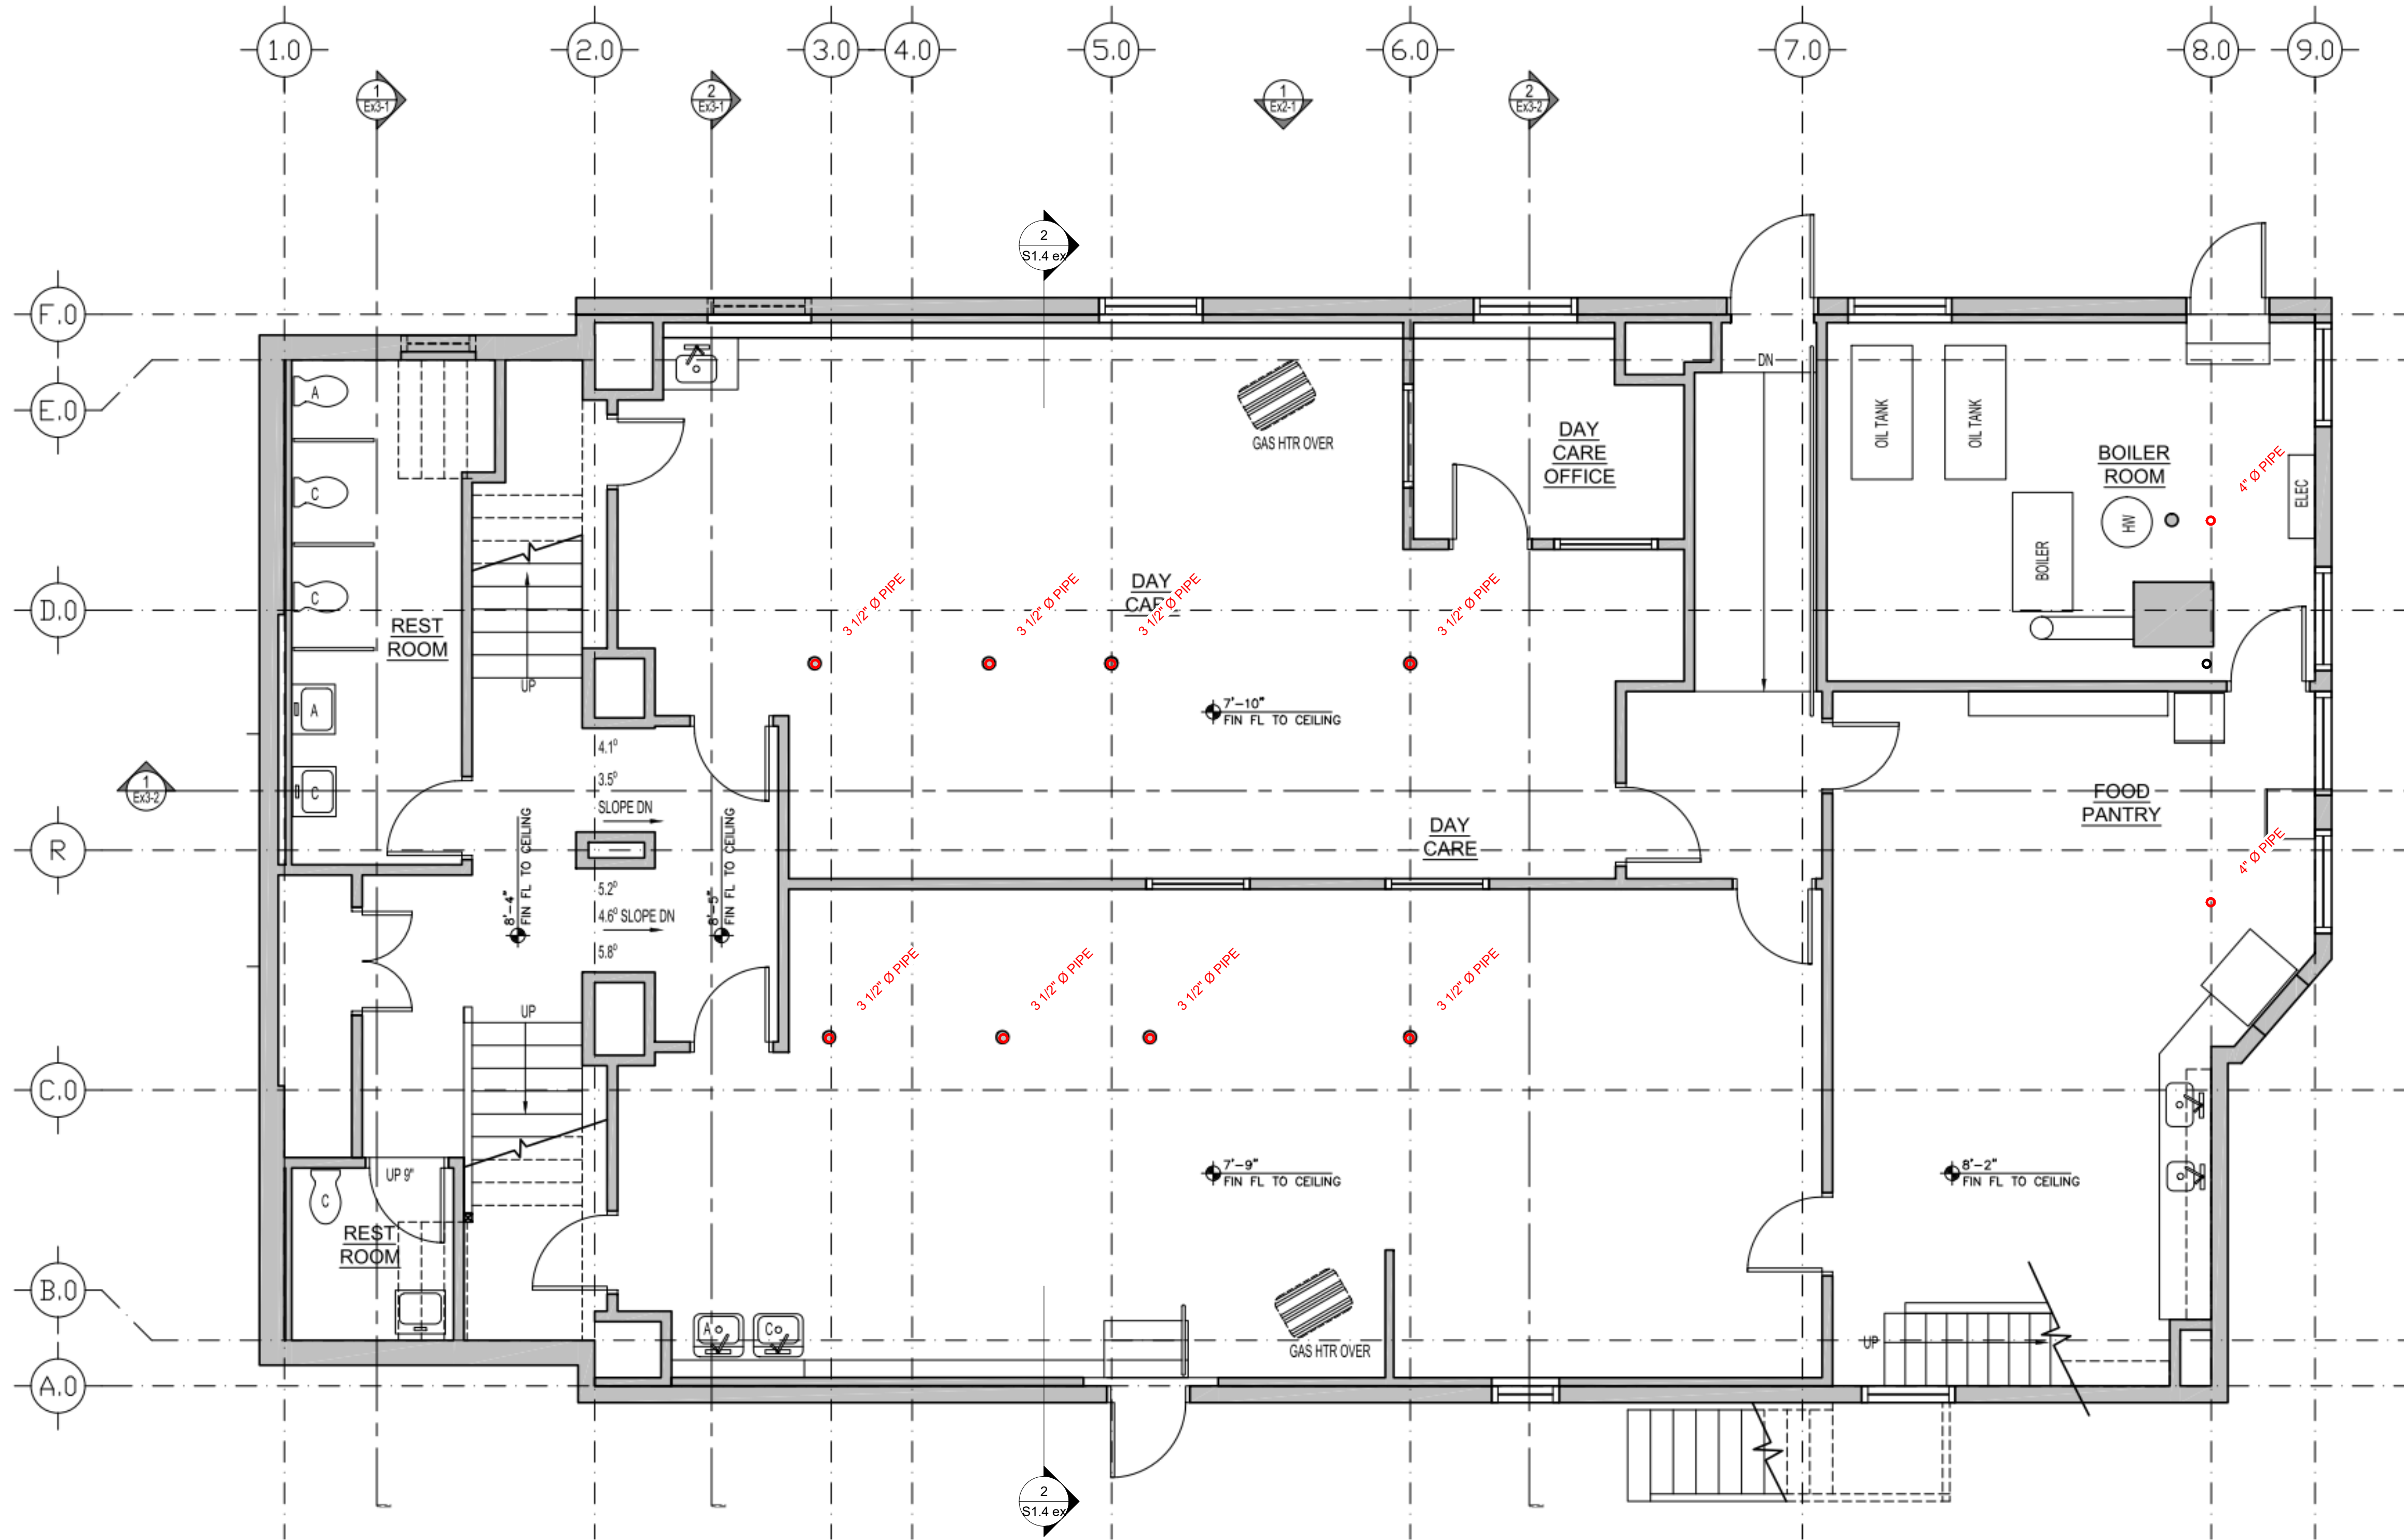 1.0
2.0
3.0
4.0
5.0
6.0
7.0
8.0
9.0
1
Ex3-1
2
Ex3-1
1
Ex2-1
2
Ex3-2
2
S1.4 ex
F.0
E.0
D.0
R
C.0
B.0
A.0
1
Ex3-2
A
C
C
REST
ROOM
A
C
UP
GAS HTR OVER
DAY
CARE
OFFICE
DN
OIL TANK
OIL TANK
BOILER
ROOM
4" Ø PIPE
ELEC
HW
BOILER
DAY
CARE
3 1/2" Ø PIPE
3 1/2" Ø PIPE
3 1/2" Ø PIPE
3 1/2" Ø PIPE
7'-10"
FIN FL TO CEILING
4.1⁰
3.5⁰
SLOPE DN
8'-4"
FIN FL TO CEILING
8'-5"
FIN FL TO CEILING
5.2⁰
4.6⁰ SLOPE DN
5.8⁰
DAY
CARE
FOOD
PANTRY
4" Ø PIPE
3 1/2" Ø PIPE
3 1/2" Ø PIPE
3 1/2" Ø PIPE
3 1/2" Ø PIPE
UP
7'-9"
FIN FL TO CEILING
8'-2"
FIN FL TO CEILING
UP 9"
C
REST
ROOM
A
C
GAS HTR OVER
UP
2
S1.4 ex